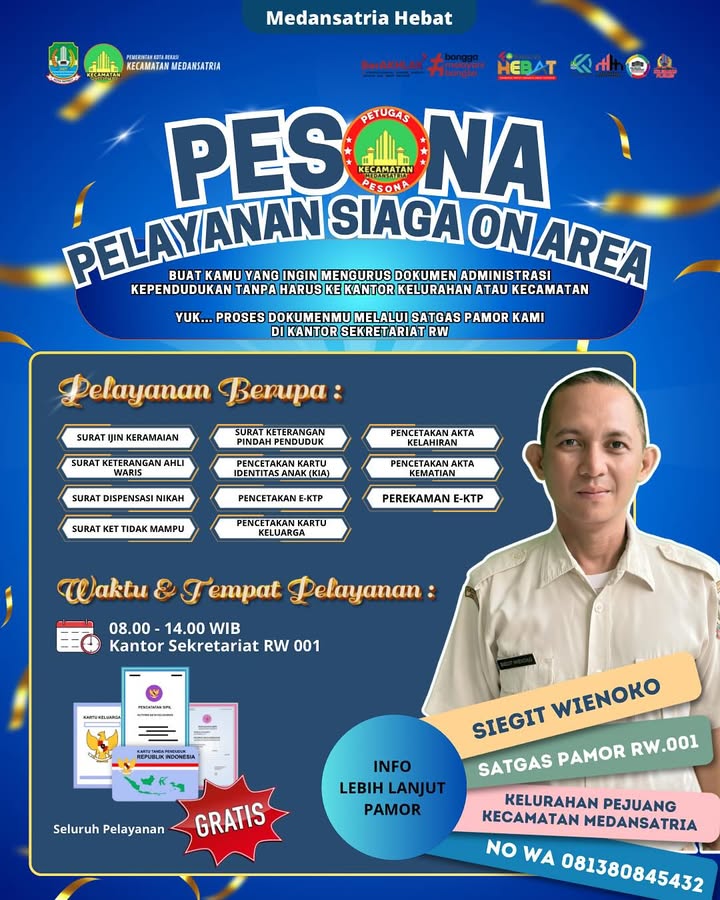 Medansatria Hebat
PEMERINTAH KOTA BEKASI
KECAMATAN MEDANSATRIA
KECAMATAN
bangga
melayani
bangsa
HEBAT
PESONA
PETUGAS
KECAMATAN
MEDANSATRIA
PESONA
PELAYANAN SIAGA ON AREA
BUAT KAMU YANG INGIN MENGURUS DOKUMEN ADMINISTRASI
KEPENDUDUKAN TANPA HARUS KE KANTOR KELURAHAN ATAU KECAMATAN
YUK... PROSES DOKUMENMU MELALUI SATGAS PAMOR KAMI
DI KANTOR SEKRETARIAT RW
Pelayanan Berupa :
SURAT IJIN KERAMAIAN
SURAT KETERANGAN
PINDAH PENDUDUK
PENCETAKAN AKTA
KELAHIRAN
SURAT KETERANGAN AHLI
WARIS
PENCETAKAN KARTU
IDENTITAS ANAK (KIA)
PENCETAKAN AKTA
KEMATIAN
SURAT DISPENSASI NIKAH
PENCETAKAN E-KTP
PEREKAMAN E-KTP
SURAT KET TIDAK MAMPU
PENCETAKAN KARTU
KELUARGA
Waktu & Tempat Pelayanan :
08.00 - 14.00 WIB
Kantor Sekretariat RW 001
PENCATATAN SIPIL
KARTU KELUARGA
KARTU TANDA PENDUDUK
REPUBLIK INDONESIA
Seluruh Pelayanan
GRATIS
INFO
LEBIH LANJUT
PAMOR
SIEGIT WIENOKO
SATGAS PAMOR RW.001
KELURAHAN PEJUANG
KECAMATAN MEDANSATRIA
NO WA 081380845432